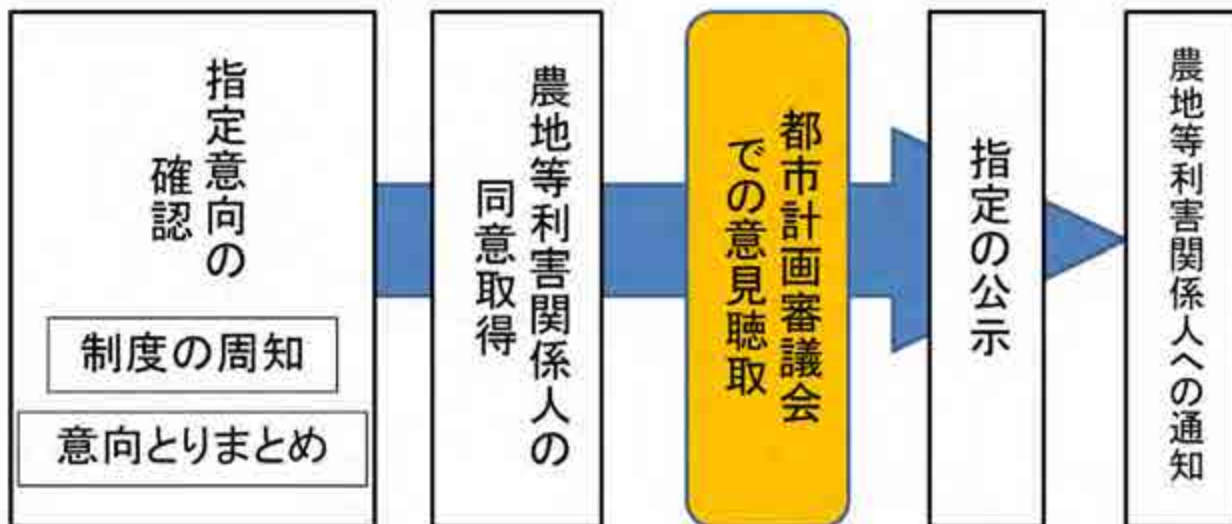 指定意向の
確認
制度の周知
意向とりまとめ
農地等利害関係人の
同意取得
都市計画審議会
での意見聴取
指定の公示
農地等利害関係人への通知